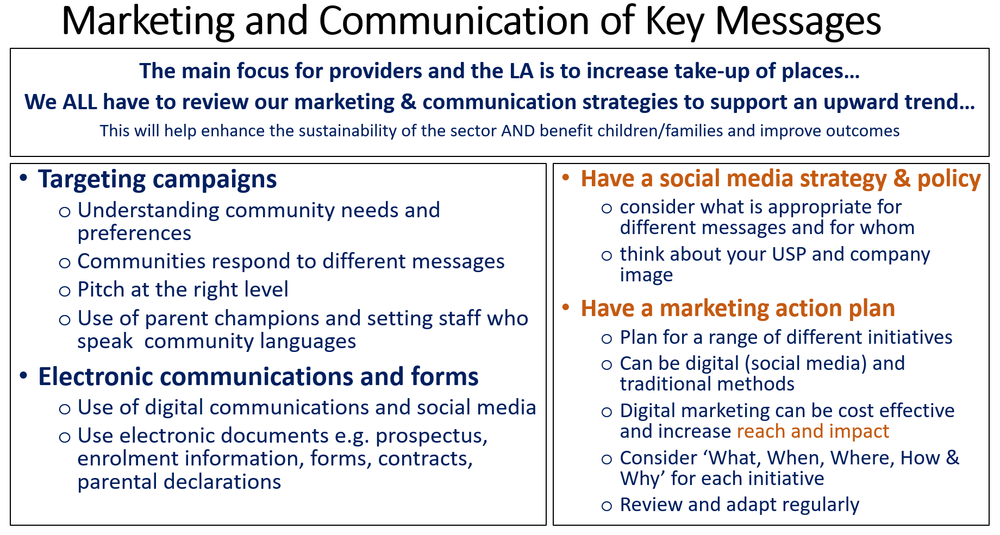 Marketing and Communication of Key Messages
The main focus for providers and the LA is to increase take-up of places…
We ALL have to review our marketing & communication strategies to support an upward trend…
This will help enhance the sustainability of the sector AND benefit children/families and improve outcomes
• Targeting campaigns
o Understanding community needs and
preferences
o Communities respond to different messages
o Pitch at the right level
o Use of parent champions and setting staff who
speak  community languages
• Electronic communications and forms
o Use of digital communications and social media
o Use electronic documents e.g. prospectus,
enrolment information, forms, contracts,
parental declarations
• Have a social media strategy & policy
o consider what is appropriate for
different messages and for whom
o think about your USP and company
image
• Have a marketing action plan
o Plan for a range of different initiatives
o Can be digital (social media) and
traditional methods
o Digital marketing can be cost effective
and increase reach and impact
o Consider ‘What, When, Where, How &
Why’ for each initiative
o Review and adapt regularly